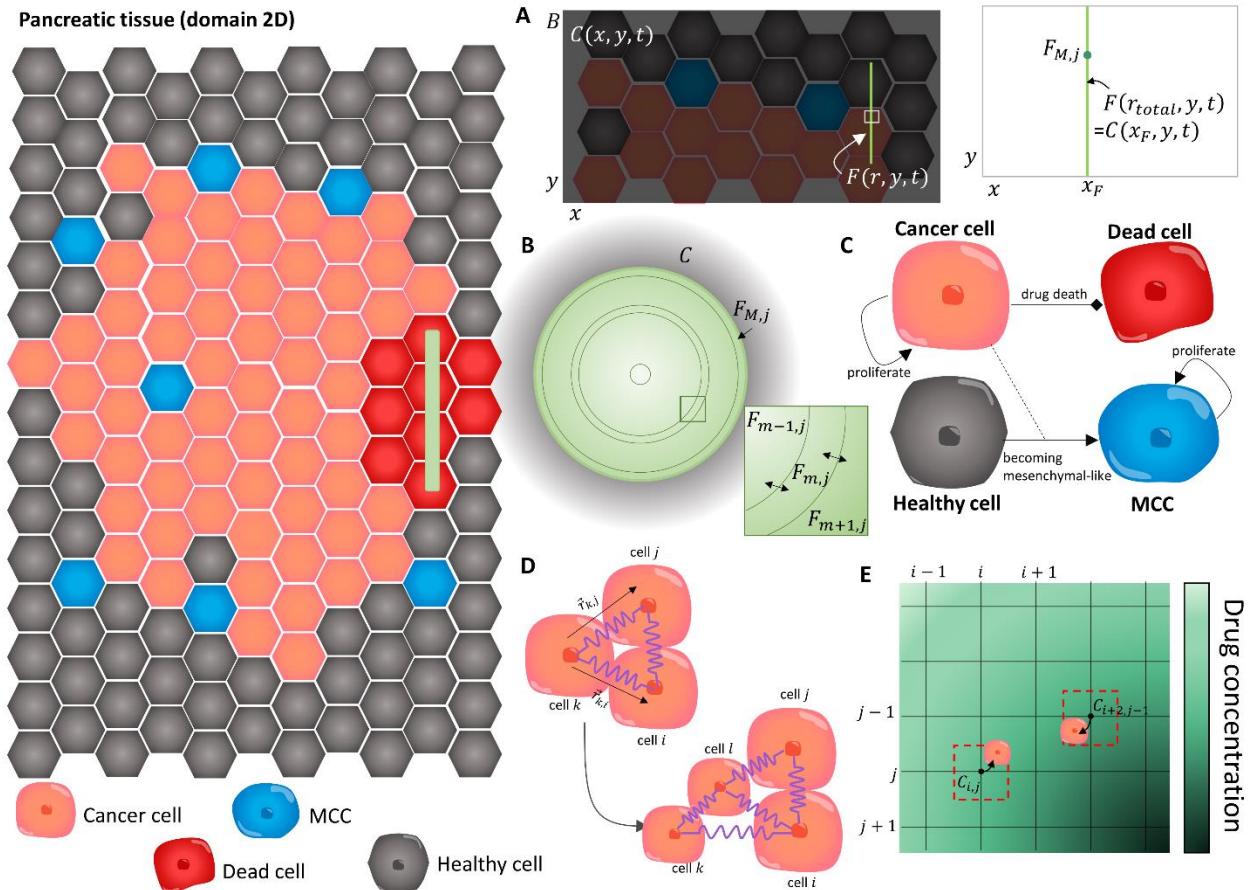 Pancreatic tissue (domain 2D)
Cancer cell
MCC
Dead cell
Healthy cell
A
B
C(x, y, t)
y
x
F(r, y, t)
F_{M,j}
F(r_{total}, y, t)
=C(x_F, y, t)
y
x
x_F
B
C
F_{M,j}
F_{m-1,j}
F_{m,j}
F_{m+1,j}
C
Cancer cell
Dead cell
drug death
proliferate
proliferate
becoming
mesenchymal-like
Healthy cell
MCC
D
cell j
r⃗_{k,j}
r⃗_{k,i}
cell k
cell i
cell j
cell l
cell k
cell i
E
i − 1
i
i + 1
j − 1
j
j + 1
C_{i+2,j-1}
C_{i,j}
Drug concentration